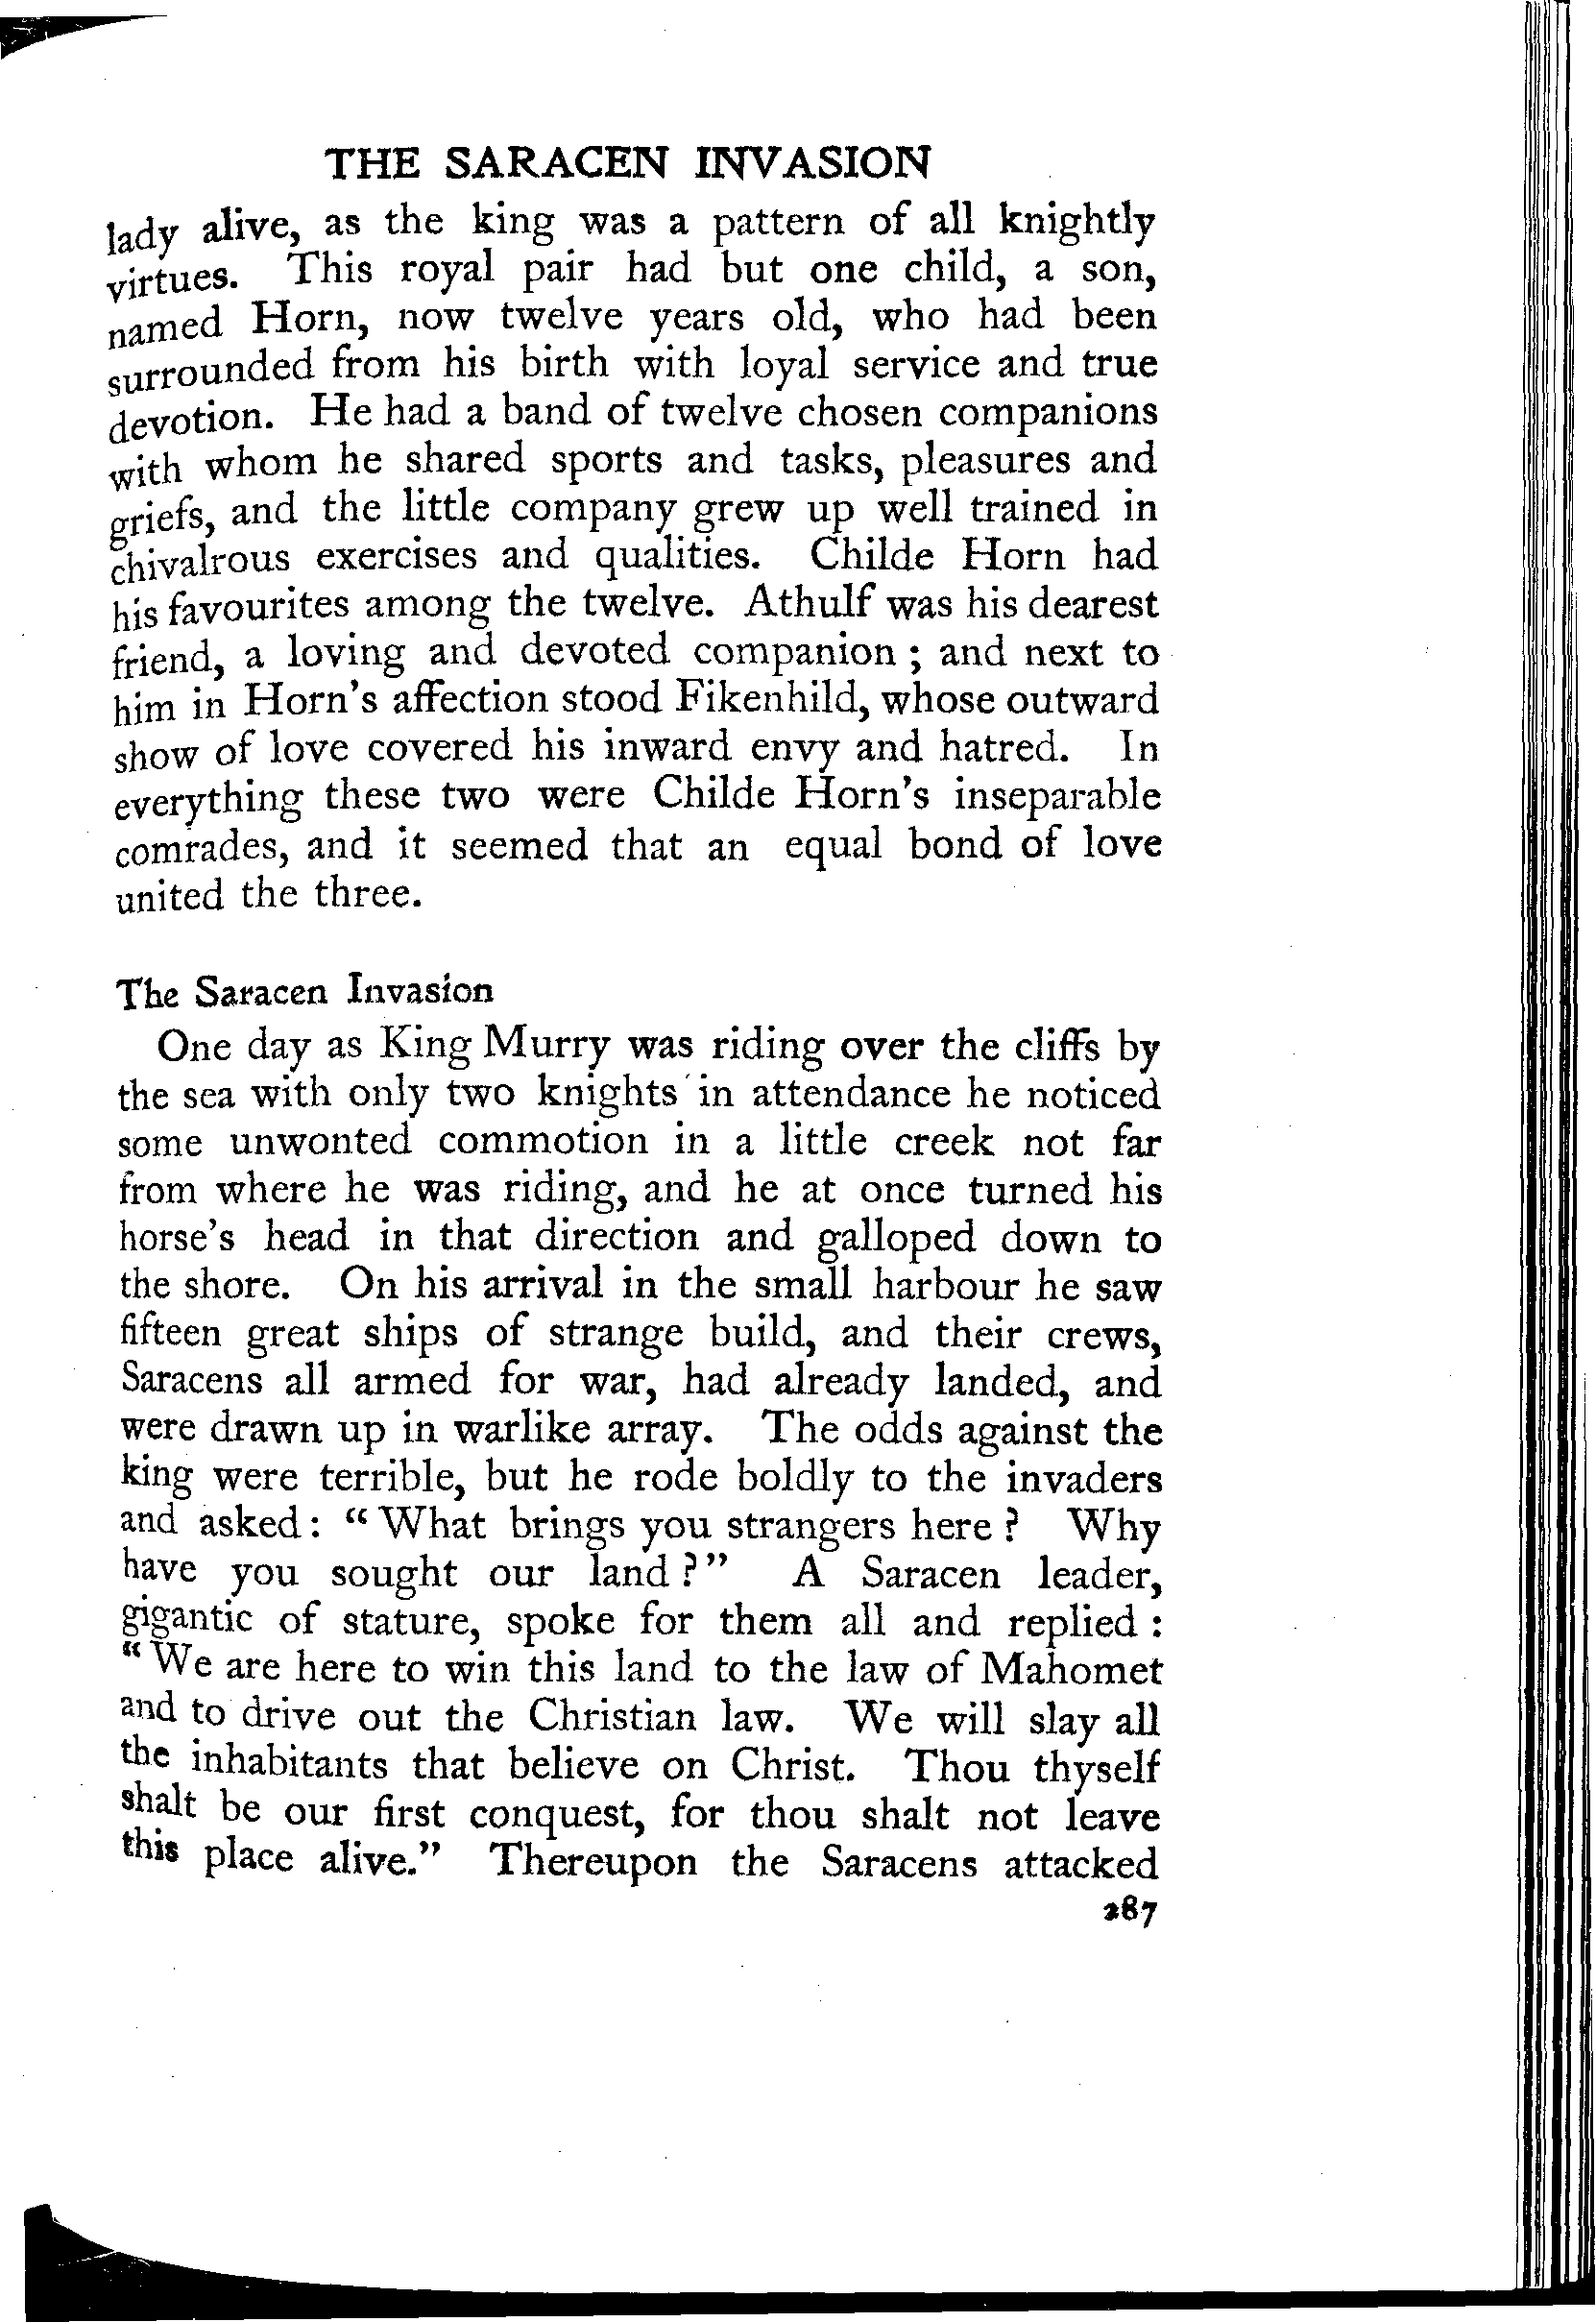 THE SARACEN INVASION
lady alive, as the king was a pattern of all knightly
virtues. This royal pair had but one child, a son,
named Horn, now twelve years old, who had been
surrounded from his birth with loyal service and true
devotion. He had a band of twelve chosen companions
with whom he shared sports and tasks, pleasures and
griefs, and the little company grew up well trained in
chivalrous exercises and qualities. Childe Horn had
his favourites among the twelve. Athulf was his dearest
friend, a loving and devoted companion ; and next to
him in Horn's affection stood Fikenhild, whose outward
show of love covered his inward envy and hatred. In
everything these two were Childe Horn's inseparable
comrades, and it seemed that an equal bond of love
united the three.
The Saracen Invasion
One day as King Murry was riding over the cliffs by
the sea with only two knights in attendance he noticed
some unwonted commotion in a little creek not far
from where he was riding, and he at once turned his
horse's head in that direction and galloped down to
the shore. On his arrival in the small harbour he saw
fifteen great ships of strange build, and their crews,
Saracens all armed for war, had already landed, and
were drawn up in warlike array. The odds against the
king were terrible, but he rode boldly to the invaders
and asked: “What brings you strangers here ? Why
have you sought our land ?” A Saracen leader,
gigantic of stature, spoke for them all and replied :
“We are here to win this land to the law of Mahomet
and to drive out the Christian law. We will slay all
the inhabitants that believe on Christ. Thou thyself
shalt be our first conquest, for thou shalt not leave
this place alive.” Thereupon the Saracens attacked
287